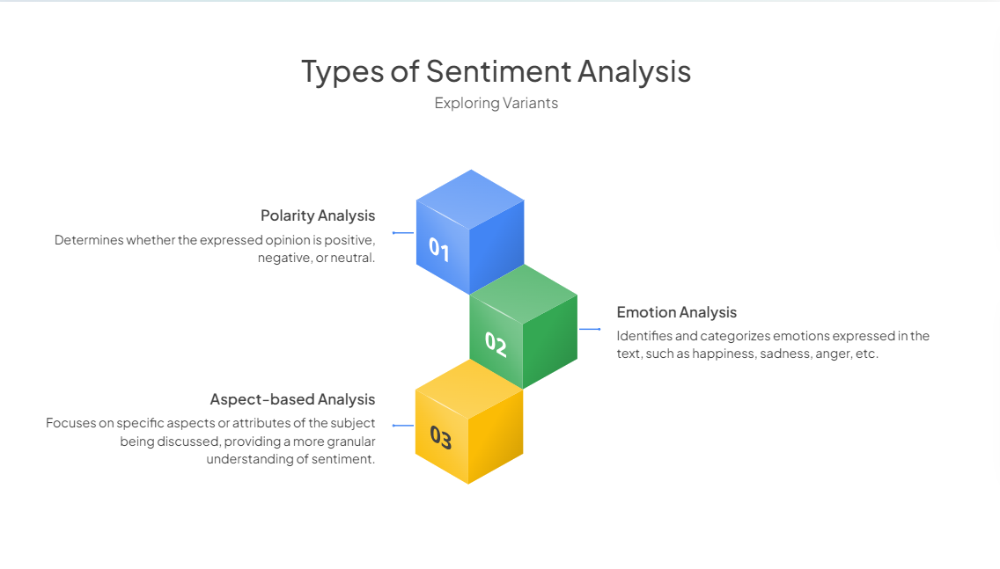 Types of Sentiment Analysis
Exploring Variants
Polarity Analysis
Determines whether the expressed opinion is positive,
negative, or neutral.
01
02
Emotion Analysis
Identifies and categorizes emotions expressed in the
text, such as happiness, sadness, anger, etc.
Aspect-based Analysis
Focuses on specific aspects or attributes of the subject
being discussed, providing a more granular
understanding of sentiment.
03